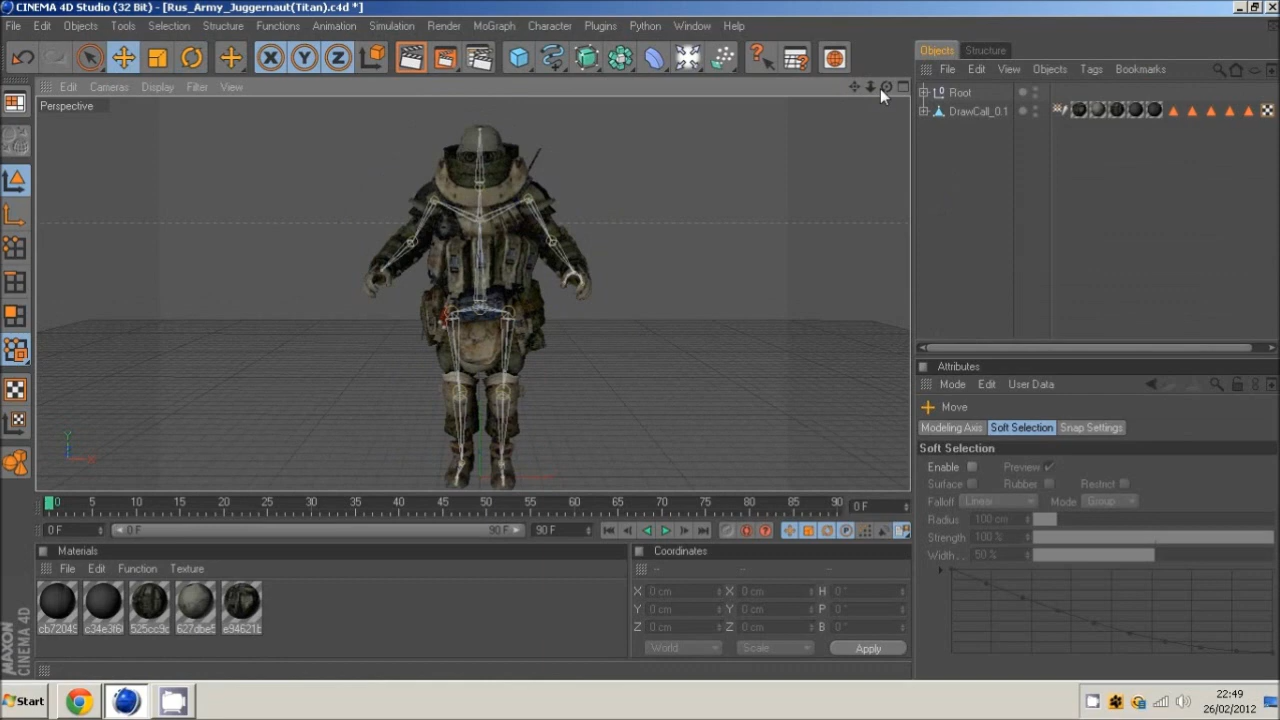 CINEMA 4D Studio (32 Bit) - [Rus_Army_Juggernaut(Titan).c4d *]
File Edit Objects Tools Selection Structure Functions Animation Simulation Render MoGraph Character Plugins Python Window Help
X Y Z
Objects Structure
File Edit View Objects Tags Bookmarks
Edit Cameras Display Filter View
Perspective
Root
DrawCall_0.1
Y
X
Attributes
Mode Edit User Data
Move
Modeling Axis Soft Selection Snap Settings
Soft Selection
Enable Preview
Surface Rubber Restrict
Falloff Linear Mode Group
Radius 100 cm
Strength 100 %
Width . . 50 %
0 5 10 15 20 25 30 35 40 45 50 55 60 65 70 75 80 85 90 0 F
0 F 0 F 90 F 90 F
Materials
File Edit Function Texture
cb72049 c34e3f6 525cc9c 627dbe5 e94621b
Coordinates
-- -- --
X 0 cm X 0 cm H 0 °
Y 0 cm Y 0 cm P 0 °
Z 0 cm Z 0 cm B 0 °
World Scale Apply
MAXON
CINEMA 4D
Start
22:49
26/02/2012